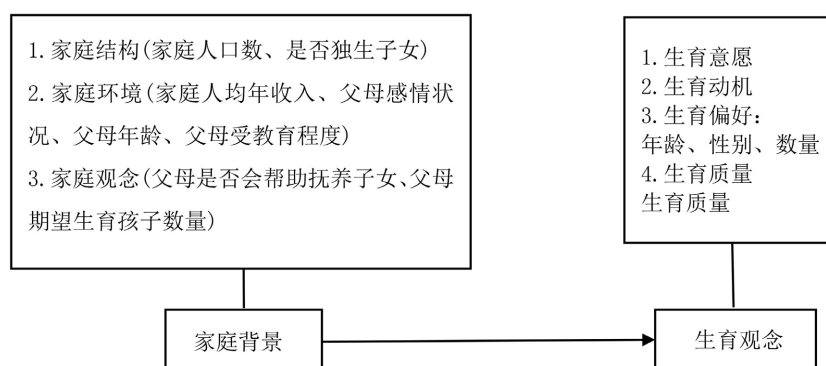 1.家庭结构(家庭人口数、是否独生子女)
2.家庭环境(家庭人均年收入、父母感情状
况、父母年龄、父母受教育程度)
3.家庭观念(父母是否会帮助抚养子女、父母
期望生育孩子数量)
1.生育意愿
2.生育动机
3.生育偏好:
年龄、性别、数量
4.生育质量
生育质量
家庭背景
生育观念